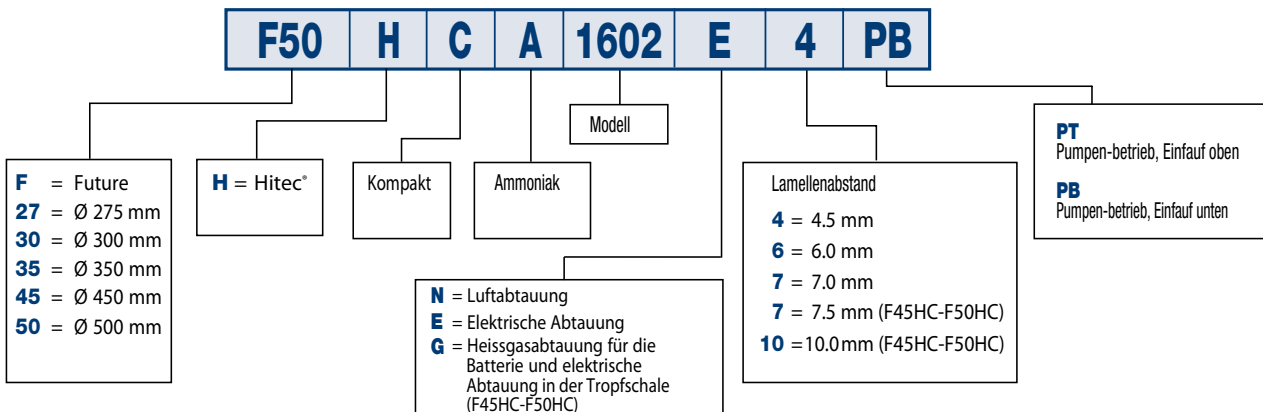 F50 H C A 1602 E 4 PB
F = Future
27 = Ø 275 mm
30 = Ø 300 mm
35 = Ø 350 mm
45 = Ø 450 mm
50 = Ø 500 mm
H = Hitec®
Kompakt
Ammoniak
Modell
N = Luftabtauung
E = Elektrische Abtauung
G = Heissgasabtauung für die
Batterie und elektrische
Abtauung in der Tropfschale
(F45HC-F50HC)
Lamellenabstand
4 = 4.5 mm
6 = 6.0 mm
7 = 7.0 mm
7 = 7.5 mm (F45HC-F50HC)
10 =10.0 mm (F45HC-F50HC)
PT
Pumpen-betrieb, Einfauf oben
PB
Pumpen-betrieb, Einfauf unten